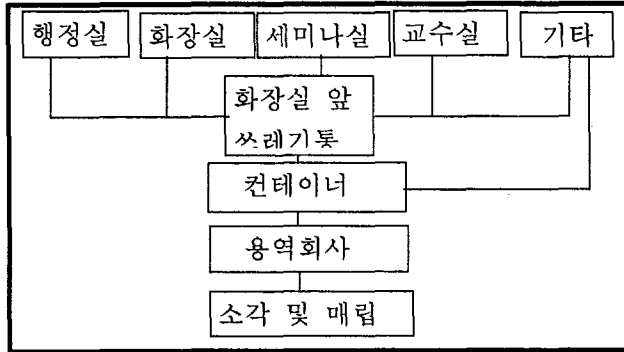 행정실 화장실 세미나실 교수실 기타
화장실 앞
쓰레기통
컨테이너
용역회사
소각 및 매립